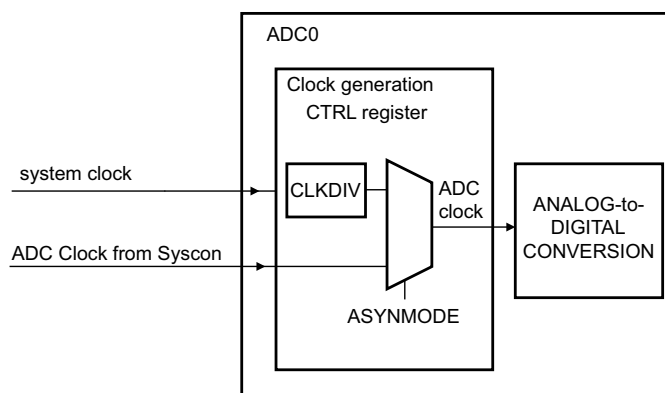 ADC0
Clock generation
CTRL register
system clock
CLKDIV
ADC
clock
ANALOG-to-
DIGITAL
CONVERSION
ADC Clock from Syscon
ASYNMODE